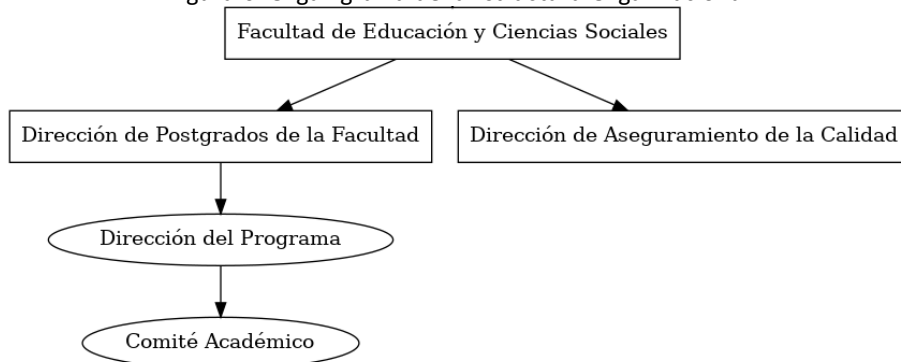 Facultad de Educación y Ciencias Sociales
Dirección de Postgrados de la Facultad
Dirección de Aseguramiento de la Calidad
Dirección del Programa
Comité Académico